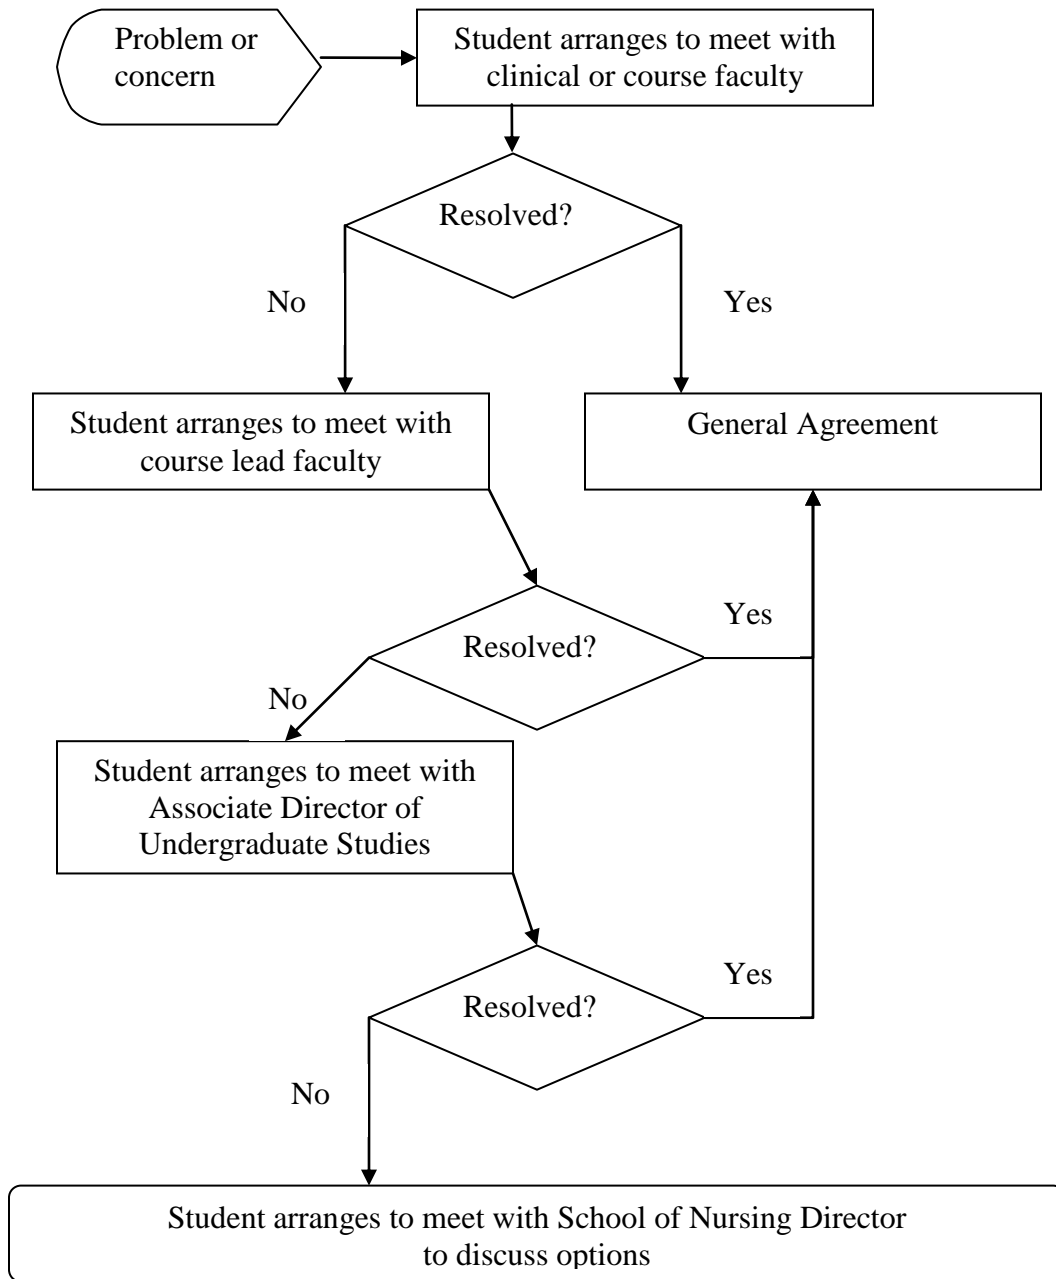 Problem or
concern
Student arranges to meet with
clinical or course faculty
Resolved?
No
Yes
Student arranges to meet with
course lead faculty
General Agreement
Resolved?
Yes
No
Student arranges to meet with
Associate Director of
Undergraduate Studies
Resolved?
Yes
No
Student arranges to meet with School of Nursing Director
to discuss options